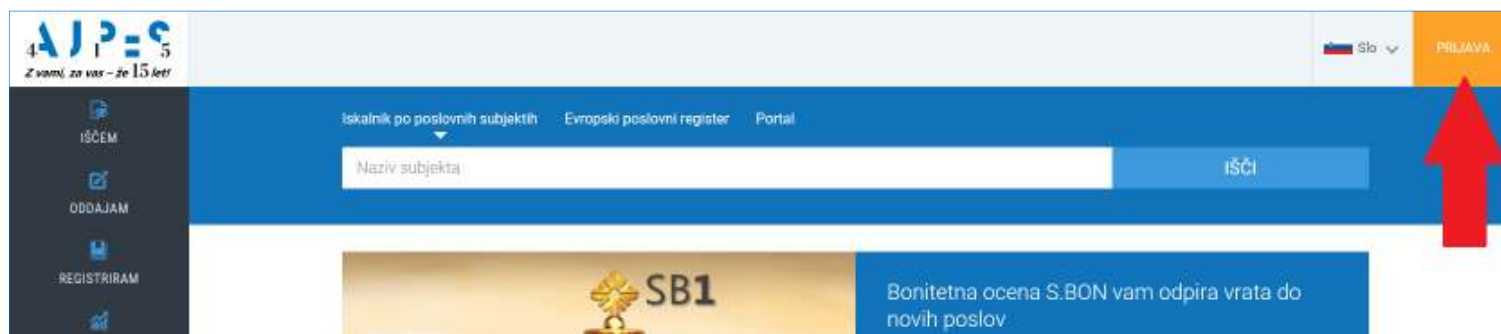 AJPES
Z vami, za vas – že 15 let!
Slo
PRIJAVA
IŠČEM
ODDAJAM
REGISTRIRAM
Iskalnik po poslovnih subjektih Evropski poslovni register Portal
Naziv subjekta
IŠČI
SB1
Bonitetna ocena S.BON vam odpira vrata do
novih poslov